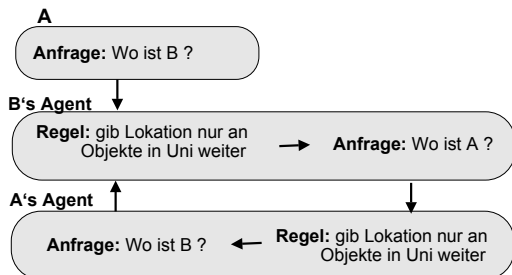 A
Anfrage: Wo ist B ?
B‘s Agent
Regel: gib Lokation nur an
Objekte in Uni weiter
Anfrage: Wo ist A ?
A‘s Agent
Anfrage: Wo ist B ?
Regel: gib Lokation nur an
Objekte in Uni weiter